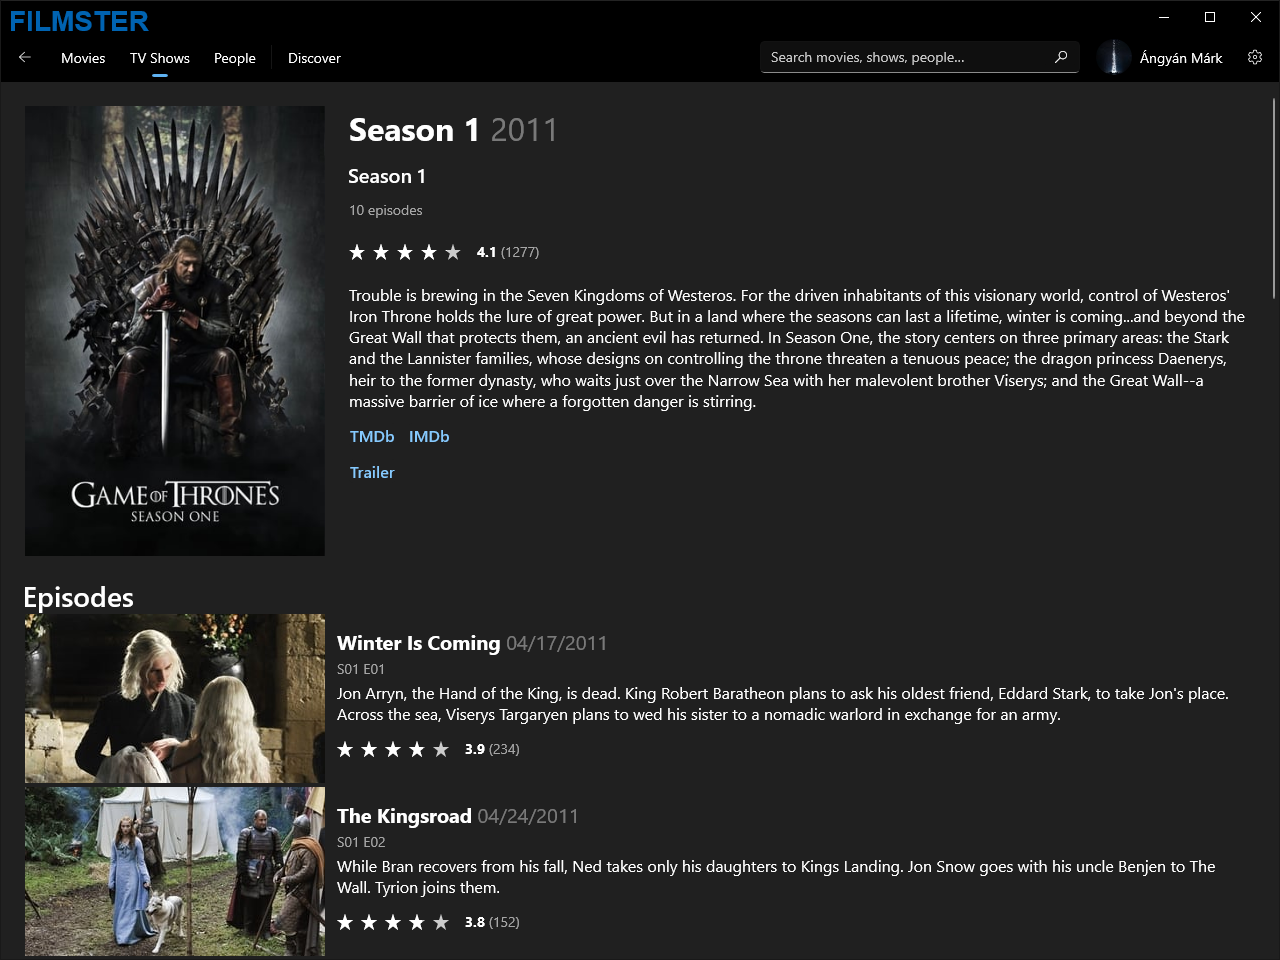 FILMSTER
Movies TV Shows People Discover
Search movies, shows, people...
Ángyán Márk
Season 1 2011
Season 1
10 episodes
4.1 (1277)
Trouble is brewing in the Seven Kingdoms of Westeros. For the driven inhabitants of this visionary world, control of Westeros'
Iron Throne holds the lure of great power. But in a land where the seasons can last a lifetime, winter is coming...and beyond the
Great Wall that protects them, an ancient evil has returned. In Season One, the story centers on three primary areas: the Stark
and the Lannister families, whose designs on controlling the throne threaten a tenuous peace; the dragon princess Daenerys,
heir to the former dynasty, who waits just over the Narrow Sea with her malevolent brother Viserys; and the Great Wall--a
massive barrier of ice where a forgotten danger is stirring.
TMDb IMDb
Trailer
GAME OF THRONES
SEASON ONE
Episodes
Winter Is Coming 04/17/2011
S01 E01
Jon Arryn, the Hand of the King, is dead. King Robert Baratheon plans to ask his oldest friend, Eddard Stark, to take Jon's place.
Across the sea, Viserys Targaryen plans to wed his sister to a nomadic warlord in exchange for an army.
3.9 (234)
The Kingsroad 04/24/2011
S01 E02
While Bran recovers from his fall, Ned takes only his daughters to Kings Landing. Jon Snow goes with his uncle Benjen to The
Wall. Tyrion joins them.
3.8 (152)